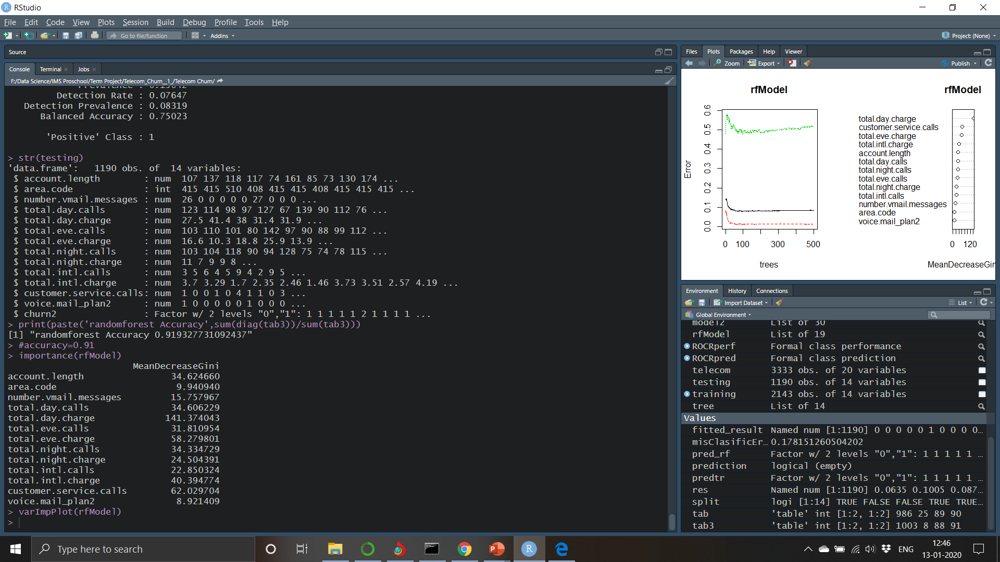 RStudio
File Edit Code View Plots Session Build Debug Profile Tools Help
Go to file/function Addins Project: (None)
Source
Console Terminal Jobs
F:/Data Science/IMS Proschool/Term Project/Telecom_Churn__1_/Telecom Churn/
Detection Rate : 0.07647
Detection Prevalence : 0.08319
Balanced Accuracy : 0.75023
'Positive' Class : 1
> str(testing)
'data.frame': 1190 obs. of 14 variables:
$ account.length : num 107 137 118 117 74 161 85 73 130 174 ...
$ area.code : int 415 415 510 408 415 415 408 415 415 415 ...
$ number.vmail.messages : num 26 0 0 0 0 0 27 0 0 0 ...
$ total.day.calls : num 123 114 98 97 127 67 139 90 112 76 ...
$ total.day.charge : num 27.5 41.4 38 31.4 31.9 ...
$ total.eve.calls : num 103 110 101 80 142 97 90 88 99 112 ...
$ total.eve.charge : num 16.6 10.3 18.8 25.9 13.9 ...
$ total.night.calls : num 103 104 118 90 94 128 75 74 78 115 ...
$ total.night.charge : num 11 7 9 9 8 ...
$ total.intl.calls : num 3 5 6 4 5 9 4 2 9 5 ...
$ total.intl.charge : num 3.7 3.29 1.7 2.35 2.46 1.46 3.73 3.51 2.57 4.19 ...
$ customer.service.calls: num 1 0 0 1 0 4 1 1 0 3 ...
$ voice.mail_plan2 : num 1 0 0 0 0 0 1 0 0 0 ...
$ churn2 : Factor w/ 2 levels "0","1": 1 1 1 1 1 2 1 1 1 1 ...
> print(paste('randomforest Accuracy',sum(diag(tab3))/sum(tab3)))
[1] "randomforest Accuracy 0.919327731092437"
> #accuracy=0.91
> importance(rfModel)
MeanDecreaseGini
account.length 34.624660
area.code 9.940940
number.vmail.messages 15.757967
total.day.calls 34.606229
total.day.charge 141.374043
total.eve.calls 31.810954
total.eve.charge 58.279801
total.night.calls 34.334729
total.night.charge 24.504391
total.intl.calls 22.850324
total.intl.charge 40.394774
customer.service.calls 62.029704
voice.mail_plan2 8.921409
> varImpPlot(rfModel)
>
Files Plots Packages Help Viewer
Zoom Export Publish
rfModel
Error
0.0 0.1 0.2 0.3 0.4 0.5 0.6
0 100 300 500
trees
rfModel
total.day.charge
customer.service.calls
total.eve.charge
total.intl.charge
account.length
total.day.calls
total.night.calls
total.eve.calls
total.night.charge
total.intl.calls
number.vmail.messages
area.code
voice.mail_plan2
0 120
MeanDecreaseGin
Environment History Connections
Import Dataset List
Global Environment
model2 List of 30
rfModel List of 19
ROCRperf Formal class performance
ROCRpred Formal class prediction
telecom 3333 obs. of 20 variables
testing 1190 obs. of 14 variables
training 2143 obs. of 14 variables
tree List of 14
Values
fitted_result Named num [1:1190] 0 0 0 0 0 1 0 0 0 0…
misClasificEr… 0.178151260504202
pred_rf Factor w/ 2 levels "0","1": 1 1 1 1 1 …
prediction logical (empty)
predtr Factor w/ 2 levels "0","1": 1 1 1 1 1 …
res Named num [1:1190] 0.0635 0.1005 0.087…
split logi [1:14] TRUE FALSE FALSE TRUE TRUE…
tab 'table' int [1:2, 1:2] 986 25 89 90
tab3 'table' int [1:2, 1:2] 1003 8 88 91
Type here to search
ENG
12:46
13-01-2020